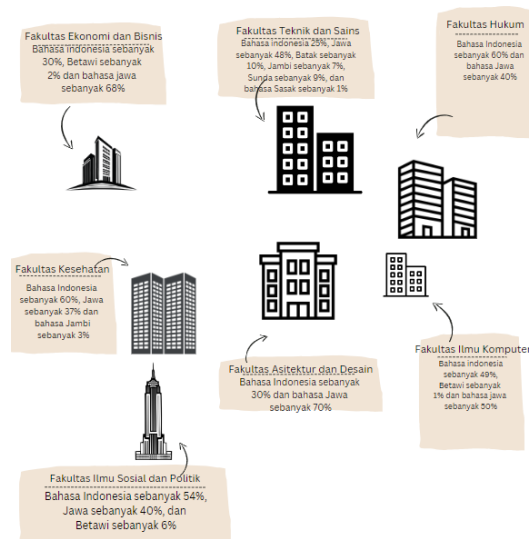 Fakultas Ekonomi dan Bisnis
Bahasa indonesia sebanyak
30%, Betawi sebanyak
2% dan bahasa jawa
sebanyak 68%
Fakultas Teknik dan Sains
Bahasa indonesia 25%, Jawa
sebanyak 48%, Batak sebanyak
10%, Jambi sebanyak 7%,
Sunda sebanyak 9%, dan
bahasa Sasak sebanyak 1%
Fakultas Hukum
Bahasa Indonesia
sebanyak 60% dan
bahasa Jawa
sebanyak 40%
Fakultas Kesehatan
Bahasa Indonesia
sebanyak 60%, Jawa
sebanyak 37% dan
bahasa Jambi
sebanyak 3%
Fakultas Asitektur dan Desain
Bahasa Indonesia sebanyak
30% dan bahasa Jawa
sebanyak 70%
Fakultas Ilmu Komputer
Bahasa indonesia
sebanyak 49%,
Betawi sebanyak
1% dan bahasa jawa
sebanyak 50%
Fakultas Ilmu Sosial dan Politik
Bahasa Indonesia sebanyak 54%,
Jawa sebanyak 40%, dan
Betawi sebanyak 6%